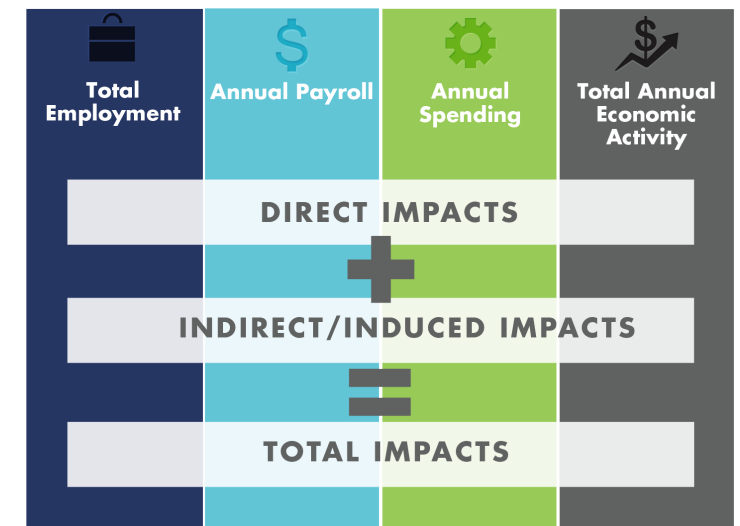 Total
Employment
Annual Payroll
Annual
Spending
Total Annual
Economic
Activity
DIRECT IMPACTS
+
INDIRECT/INDUCED IMPACTS
=
TOTAL IMPACTS